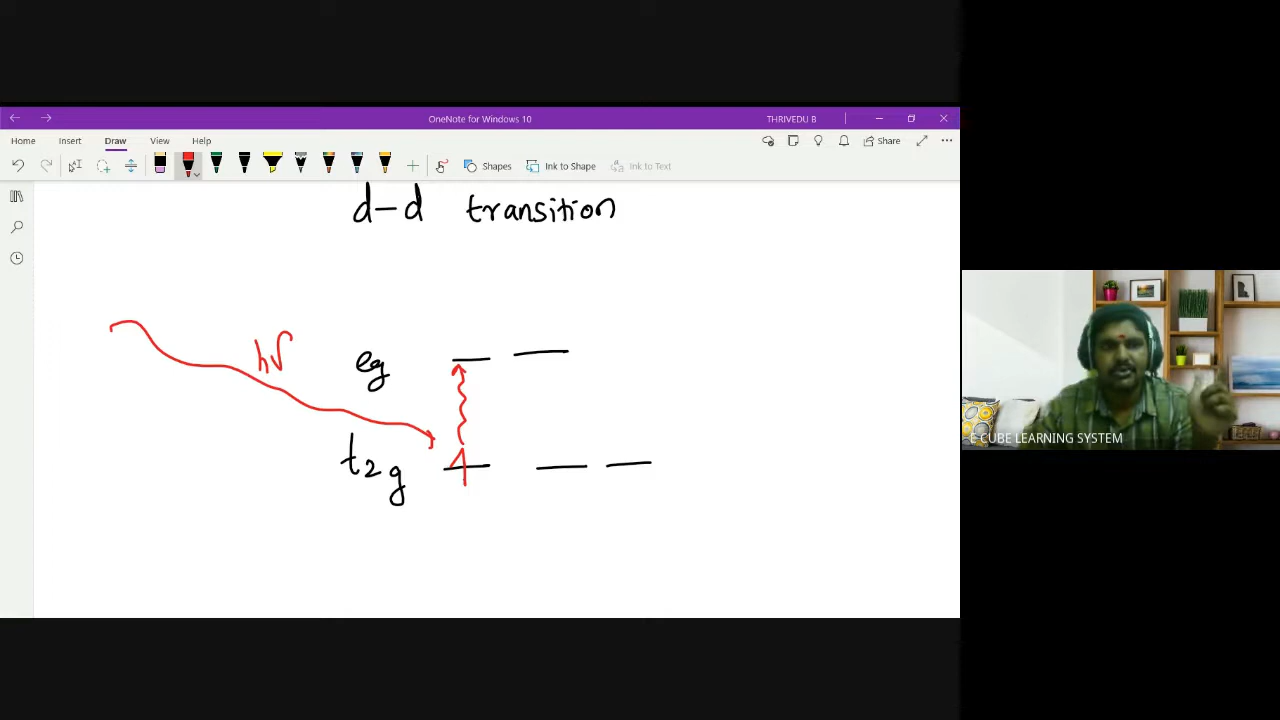 OneNote for Windows 10
THRIVEDU B
Home Insert Draw View Help
Share
Shapes Ink to Shape Ink to Text
d-d transition
hν
eg
t2g
E CUBE LEARNING SYSTEM